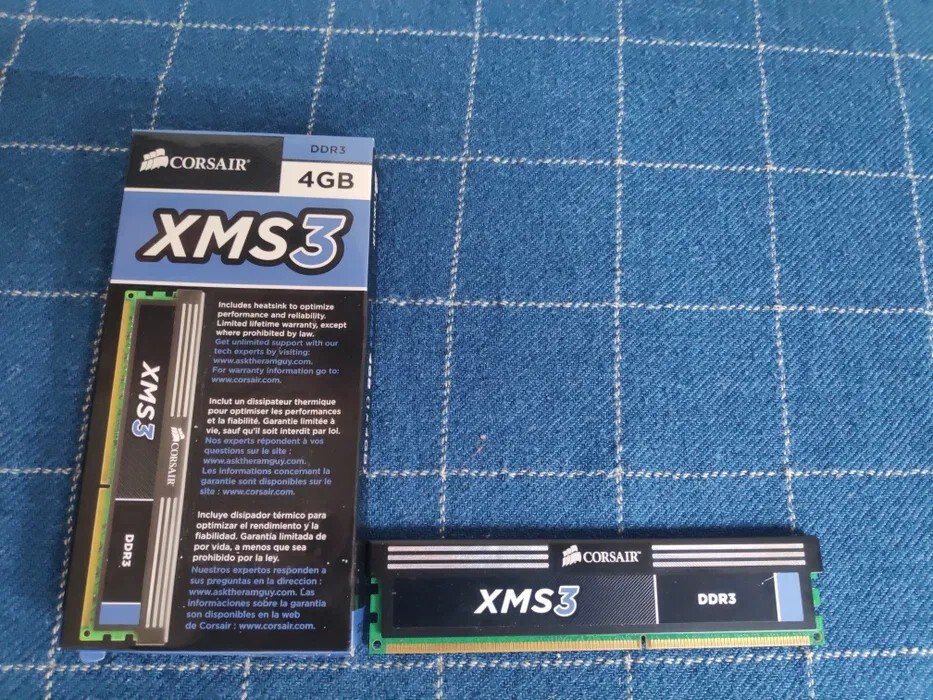 CORSAIR
DDR3
4GB
XMS3
Includes heatsink to optimize
performance and reliability.
Limited lifetime warranty, except
where prohibited by law.
Get unlimited support with our
tech experts by visiting:
www.asktheramguy.com.
For warranty information go to:
www.corsair.com.
Inclut un dissipateur thermique
pour optimiser les performances
et la fiabilité. Garantie limitée à
vie, sauf qu'il soit interdit par loi.
Nos experts répondent à vos
questions sur le site :
www.asktheramguy.com.
Les informations concernant la
garantie sont disponibles sur le
site : www.corsair.com.
Incluye disipador térmico para
optimizar el rendimiento y la
fiabilidad. Garantía limitada de
por vida, a menos que sea
prohibido por la ley.
Nuestros expertos responden a
sus preguntas en la direccion :
www.asktheramguy.com. Las
informaciones sobre la garantia
son disponibles en la web
de Corsair : www.corsair.com.
XMS3
CORSAIR
DDR3
CORSAIR
XMS3
DDR3